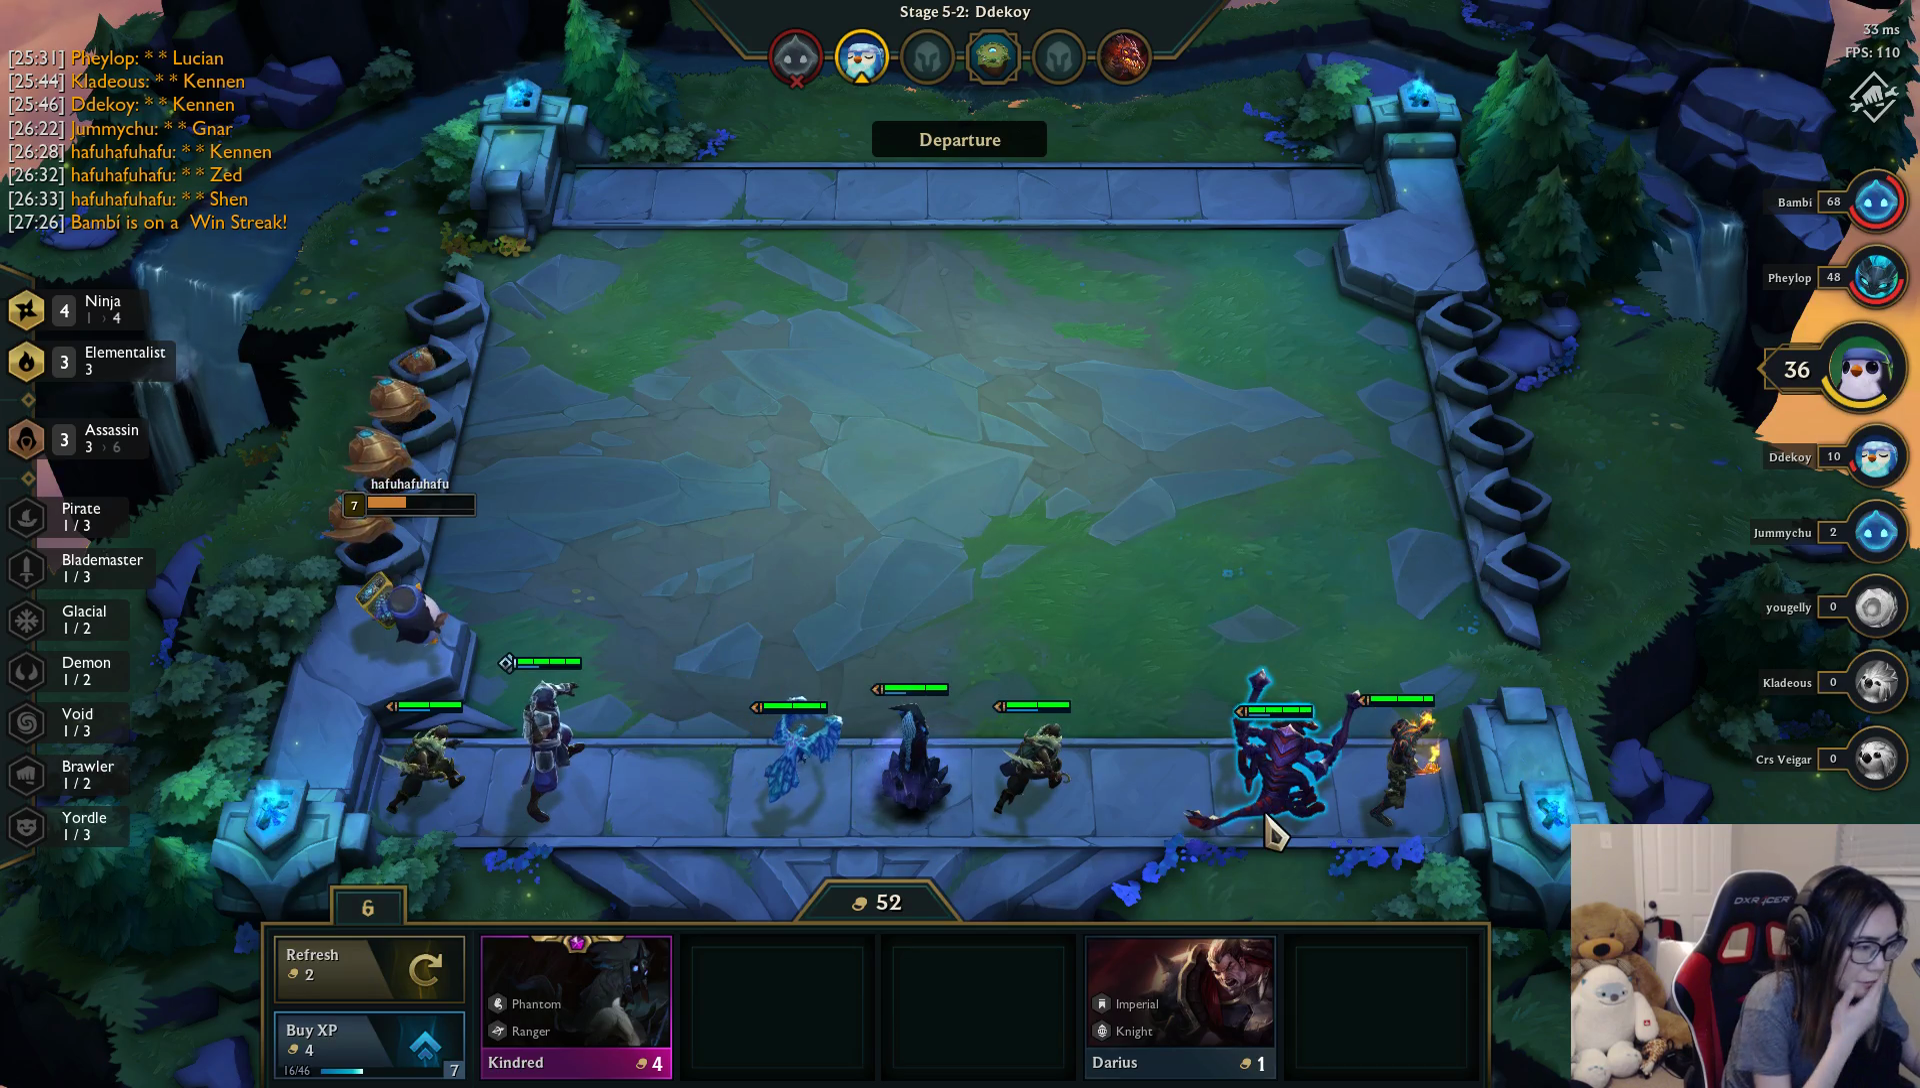 Stage 5-2: Ddekoy
33 ms
FPS: 110
[25:31] Pheylop: * * Lucian
[25:44] Kladeous: * * Kennen
[25:46] Ddekoy: * * Kennen
[26:22] Jummychu: * * Gnar
[26:28] hafuhafuhafu: * * Kennen
[26:32] hafuhafuhafu: * * Zed
[26:33] hafuhafuhafu: * * Shen
[27:26] Bambi is on a Win Streak!
Departure
Bambi 68
Pheylop 48
36
Ddekoy 10
Jummychu 2
yougelly 0
Kladeous 0
Crs Veigar 0
4 Ninja
1 › 4
3 Elementalist
3
3 Assassin
3 › 6
Pirate
1 / 3
Blademaster
1 / 3
Glacial
1 / 2
Demon
1 / 2
Void
1 / 3
Brawler
1 / 2
Yordle
1 / 3
hafuhafuhafu
7
6
52
Refresh
2
Buy XP
4
16/46
7
Phantom
Ranger
Kindred 4
Imperial
Knight
Darius 1
DXRACER